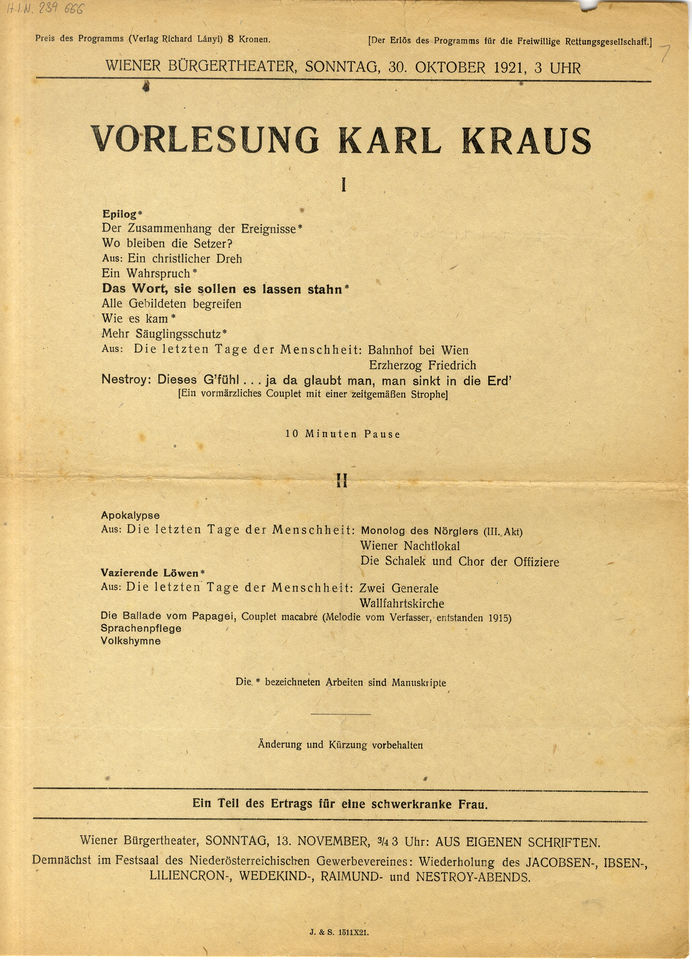 H.I.N. 239 666
Preis des Programms (Verlag Richard Lányi) 8 Kronen.
[Der Erlös des Programms für die Freiwillige Rettungsgesellschaft.]
7
WIENER BÜRGERTHEATER, SONNTAG, 30. OKTOBER 1921, 3 UHR
VORLESUNG KARL KRAUS
I
Epilog*
Der Zusammenhang der Ereignisse*
Wo bleiben die Setzer?
Aus: Ein christlicher Dreh
Ein Wahrspruch*
Das Wort, sie sollen es lassen stahn*
Alle Gebildeten begreifen
Wie es kam*
Mehr Säuglingsschutz*
Aus: Die letzten Tage der Menschheit: Bahnhof bei Wien
Erzherzog Friedrich
Nestroy: Dieses G'fühl . . . ja da glaubt man, man sinkt in die Erd'
[Ein vormärzliches Couplet mit einer zeitgemäßen Strophe]
10 Minuten Pause
II
Apokalypse
Aus: Die letzten Tage der Menschheit: Monolog des Nörglers (III. Akt)
Wiener Nachtlokal
Die Schalek und Chor der Offiziere
Vazierende Löwen*
Aus: Die letzten Tage der Menschheit: Zwei Generale
Wallfahrtskirche
Die Ballade vom Papagei, Couplet macabre (Melodie vom Verfasser, entstanden 1915)
Sprachenpflege
Volkshymne
Die * bezeichneten Arbeiten sind Manuskripte
Änderung und Kürzung vorbehalten
Ein Teil des Ertrags für eine schwerkranke Frau.
Wiener Bürgertheater, SONNTAG, 13. NOVEMBER, 3/4 3 Uhr: AUS EIGENEN SCHRIFTEN.
Demnächst im Festsaal des Niederösterreichischen Gewerbevereines: Wiederholung des JACOBSEN-, IBSEN-,
LILIENCRON-, WEDEKIND-, RAIMUND- und NESTROY-ABENDS.
J. & S. 1511X21.